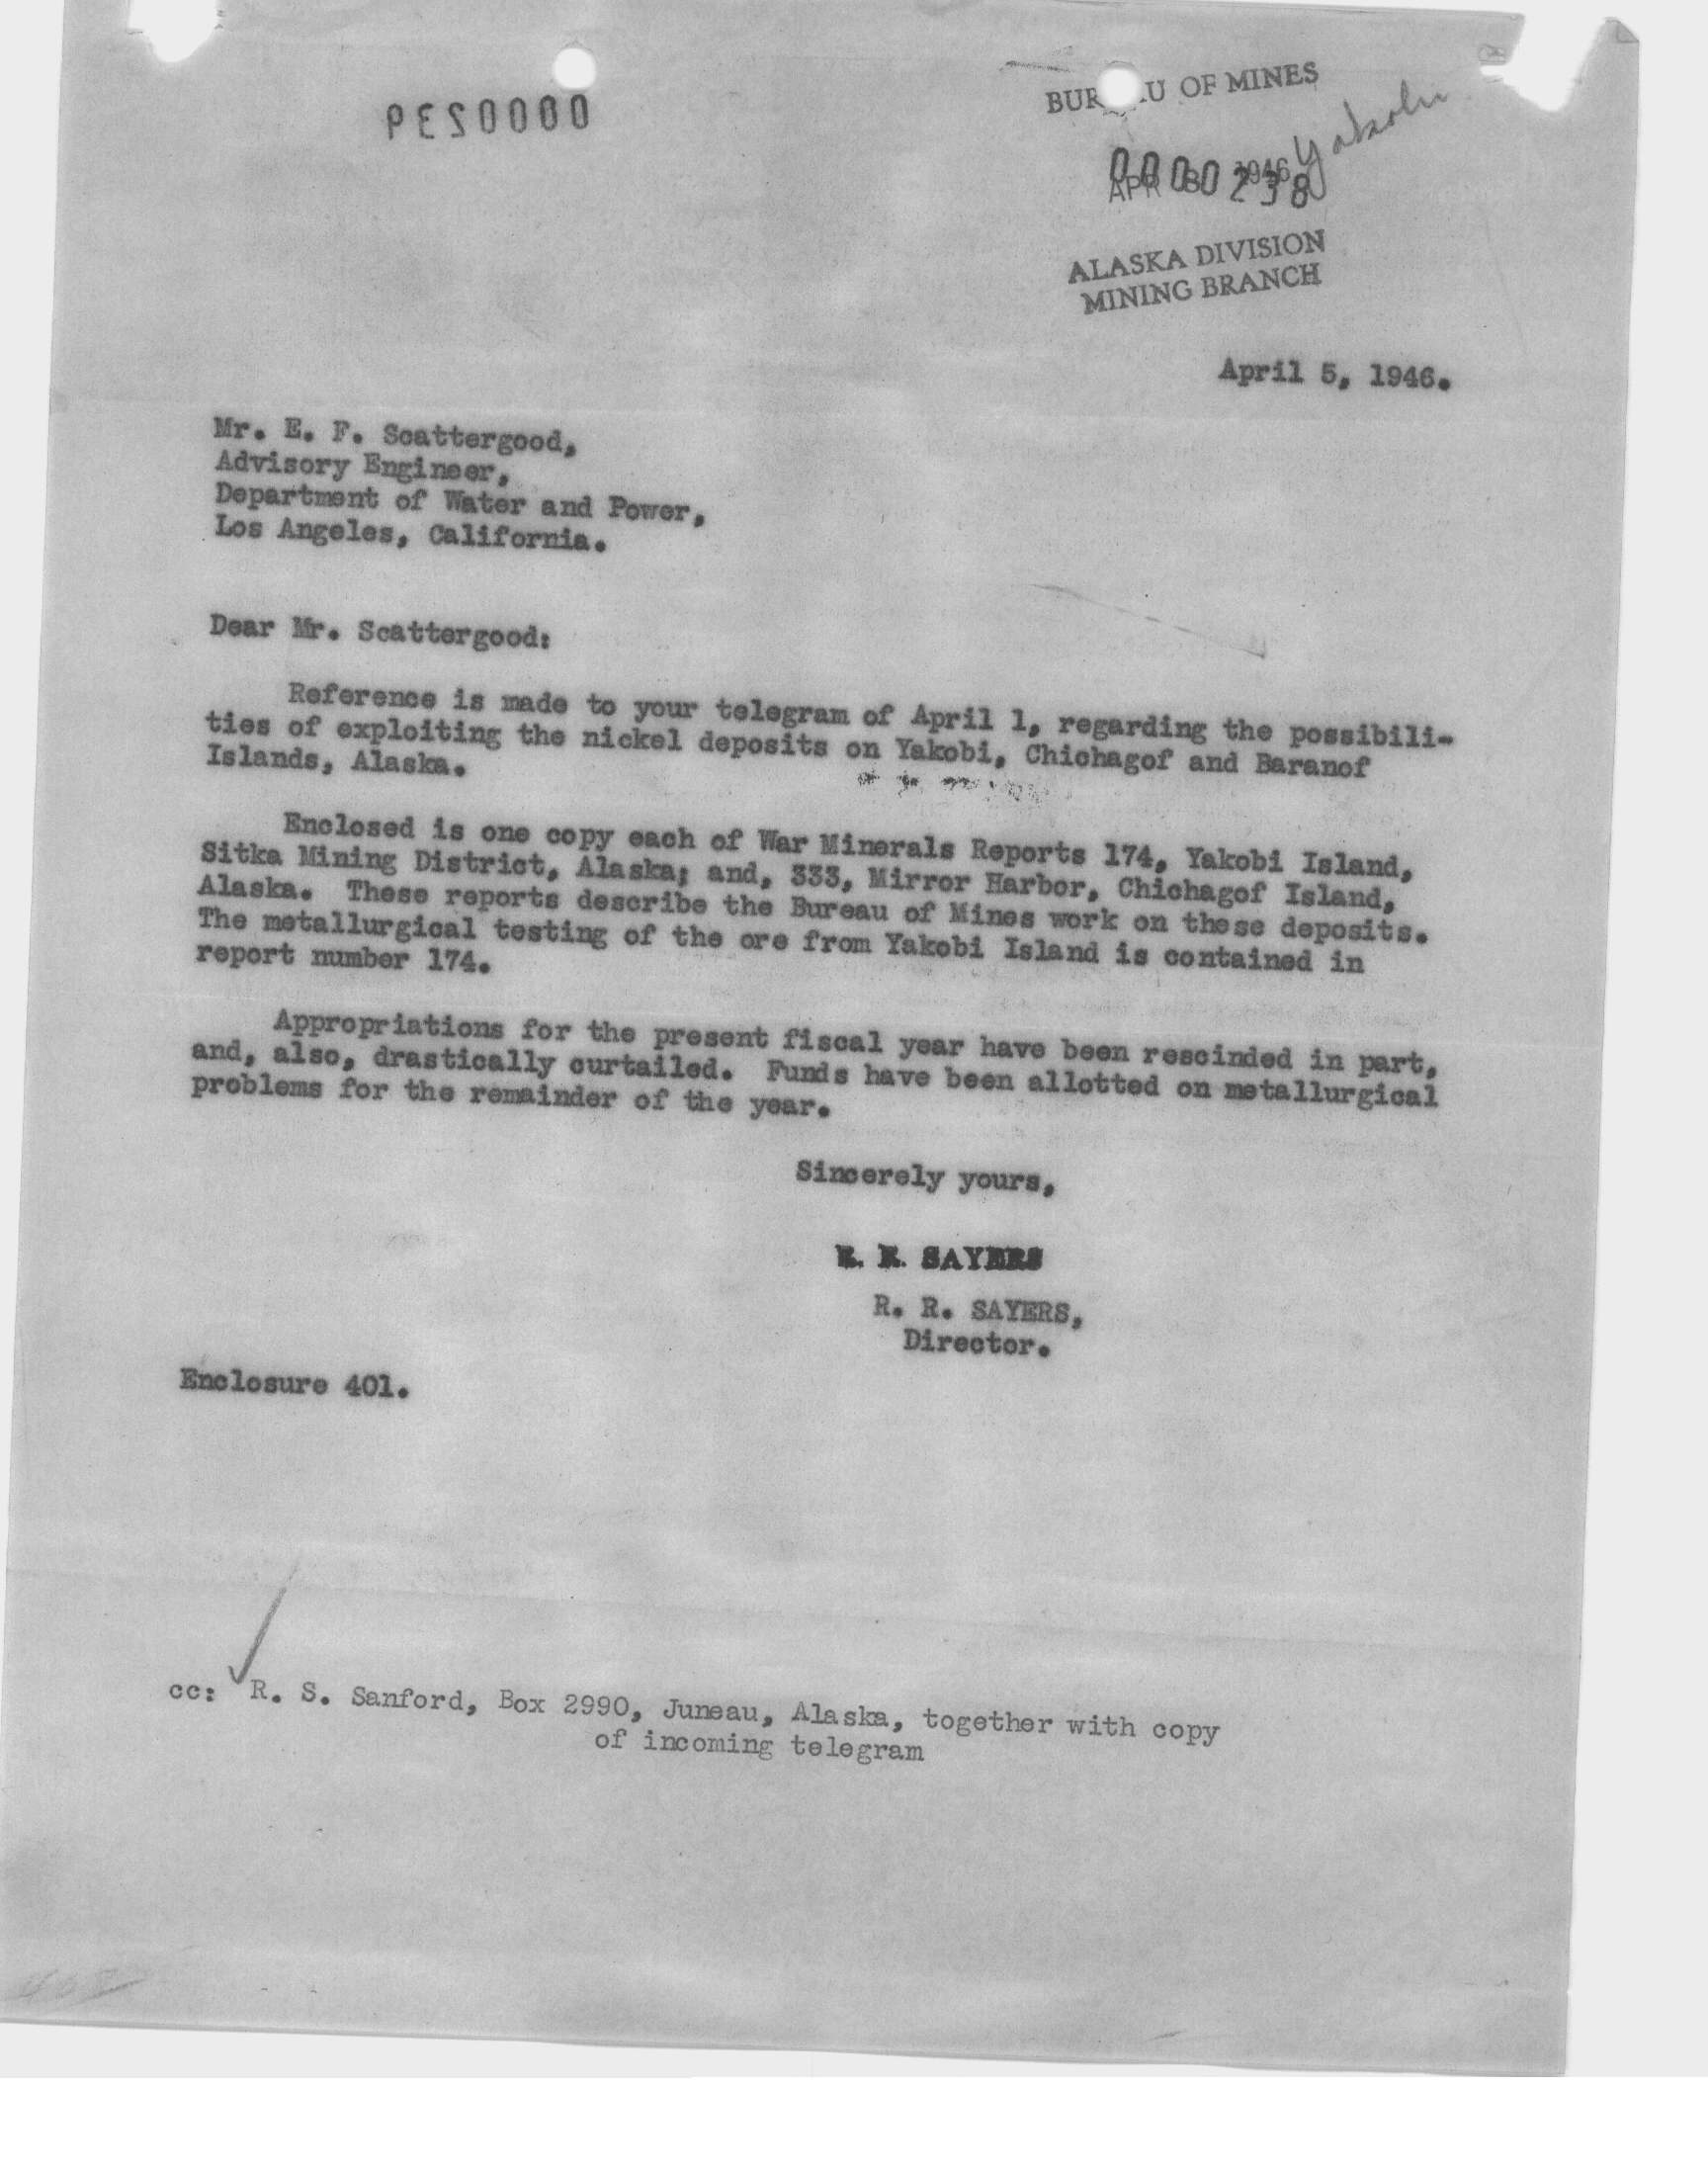 BUREAU OF MINES
Yakobi
0000238
APR 8 1946
ALASKA DIVISION
MINING BRANCH
April 5, 1946.
Mr. E. F. Scattergood,
Advisory Engineer,
Department of Water and Power,
Los Angeles, California.
Dear Mr. Scattergood:
Reference is made to your telegram of April 1, regarding the possibili-
ties of exploiting the nickel deposits on Yakobi, Chichagof and Baranof
Islands, Alaska.
Enclosed is one copy each of War Minerals Reports 174, Yakobi Island,
Sitka Mining District, Alaska; and, 333, Mirror Harbor, Chichagof Island,
Alaska. These reports describe the Bureau of Mines work on these deposits.
The metallurgical testing of the ore from Yakobi Island is contained in
report number 174.
Appropriations for the present fiscal year have been rescinded in part,
and, also, drastically curtailed. Funds have been allotted on metallurgical
problems for the remainder of the year.
Sincerely yours,
R. R. SAYERS
R. R. SAYERS,
Director.
Enclosure 401.
cc: R. S. Sanford, Box 2990, Juneau, Alaska, together with copy
of incoming telegram